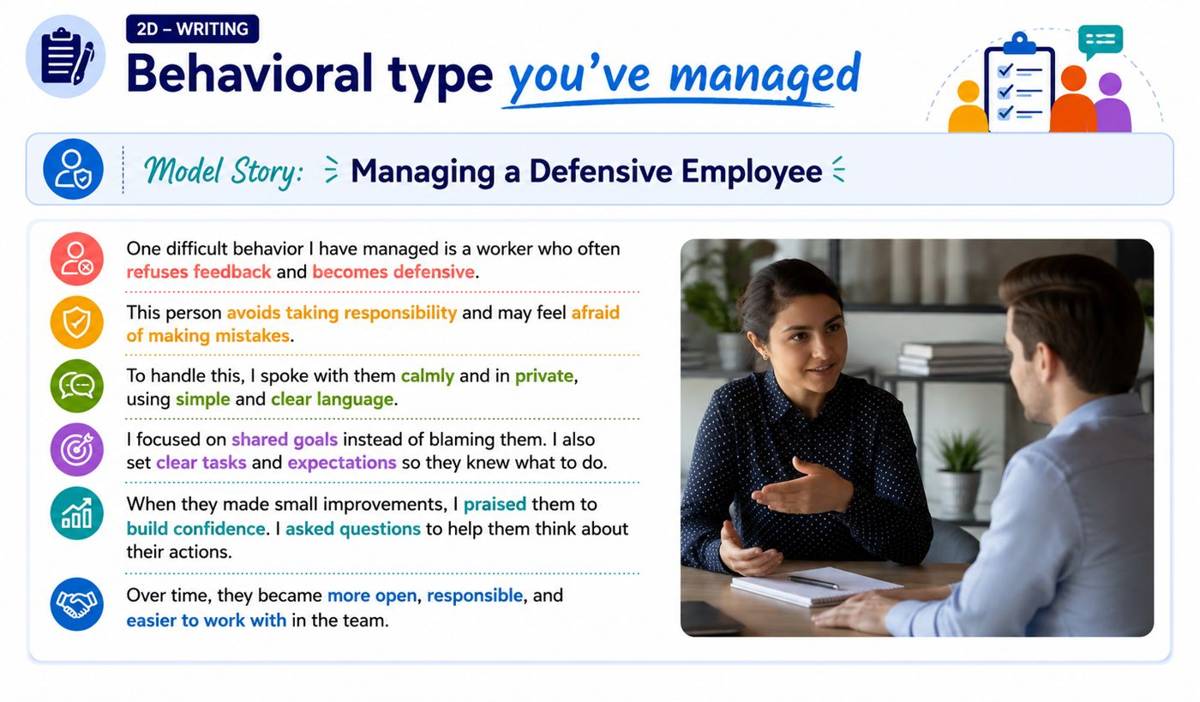 2D – WRITING
Behavioral type you've managed
Model Story: Managing a Defensive Employee
One difficult behavior I have managed is a worker who often
refuses feedback and becomes defensive.
This person avoids taking responsibility and may feel afraid
of making mistakes.
To handle this, I spoke with them calmly and in private,
using simple and clear language.
I focused on shared goals instead of blaming them. I also
set clear tasks and expectations so they knew what to do.
When they made small improvements, I praised them to
build confidence. I asked questions to help them think about
their actions.
Over time, they became more open, responsible, and
easier to work with in the team.